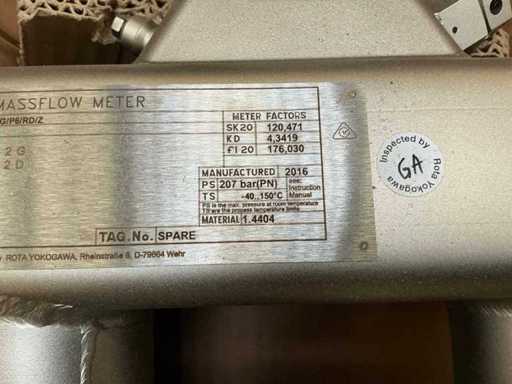 MASSFLOW METER
G/P8/RD/Z
2 G
2 D
METER FACTORS
SK20 120,471
KD 4,3419
fl20 176,030
MANUFACTURED 2016
PS 207 bar(PN) see:
TS -40..150°C Instruction Manual
PS is the max. pressure at room temperature
TS are the process temperature limits
MATERIAL 1.4404
TAG.No. SPARE
ROTA YOKOGAWA, Rheinstraße 8, D-79664 Wehr
Inspected by
GA
Rota Yokogawa